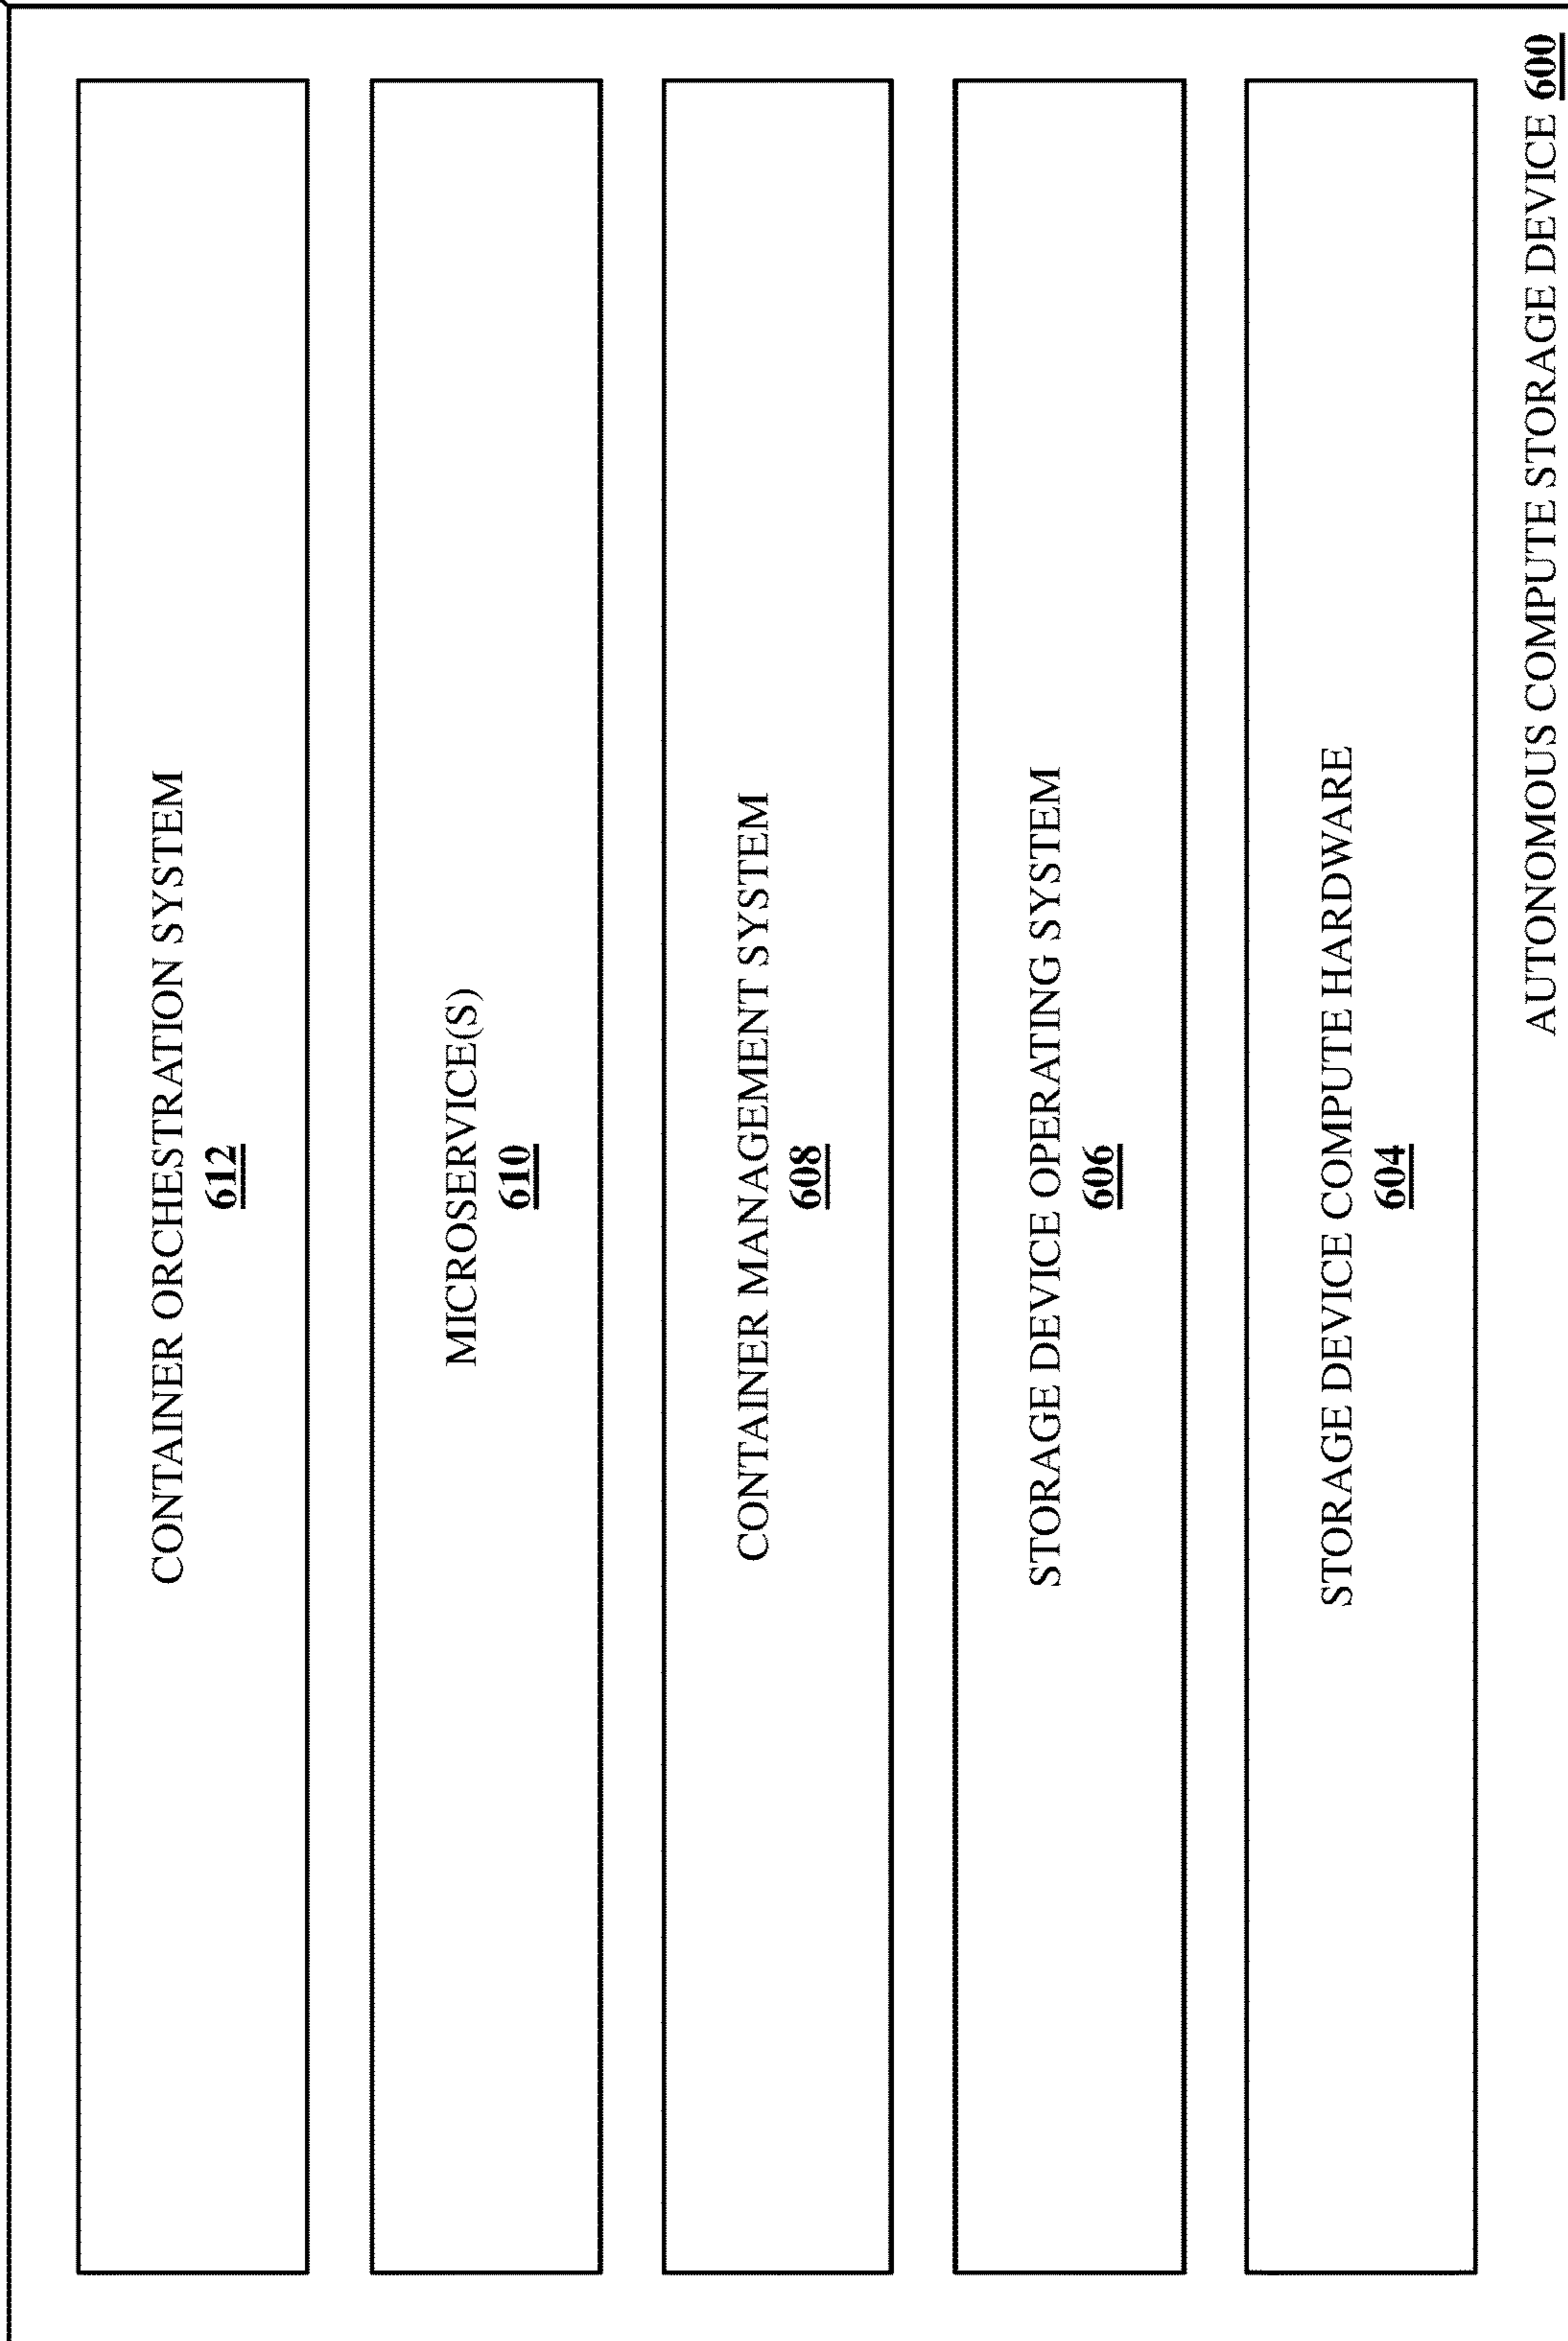 CONTAINER ORCHESTRATION SYSTEM
612
MICROSERVICE(S)
610
CONTAINER MANAGEMENT SYSTEM
608
STORAGE DEVICE OPERATING SYSTEM
606
STORAGE DEVICE COMPUTE HARDWARE
604
AUTONOMOUS COMPUTE STORAGE DEVICE 600